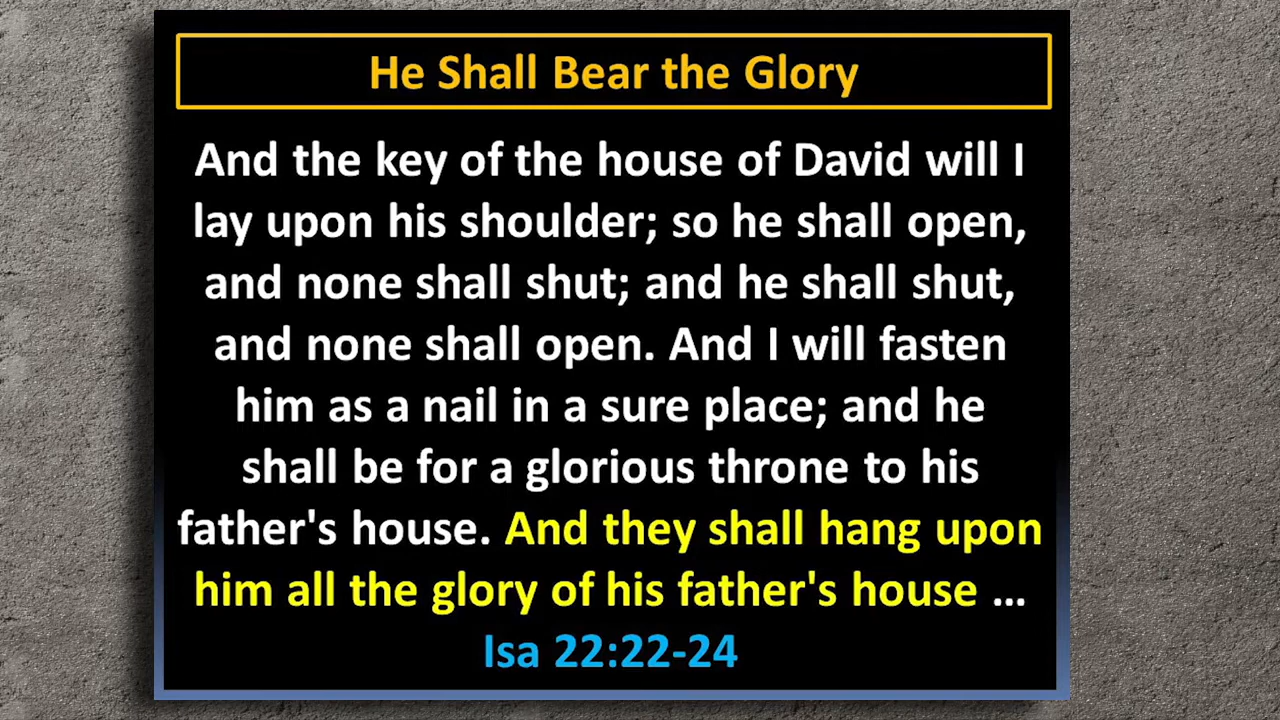 He Shall Bear the Glory
And the key of the house of David will I
lay upon his shoulder; so he shall open,
and none shall shut; and he shall shut,
and none shall open. And I will fasten
him as a nail in a sure place; and he
shall be for a glorious throne to his
father's house. And they shall hang upon
him all the glory of his father's house ...
Isa 22:22-24